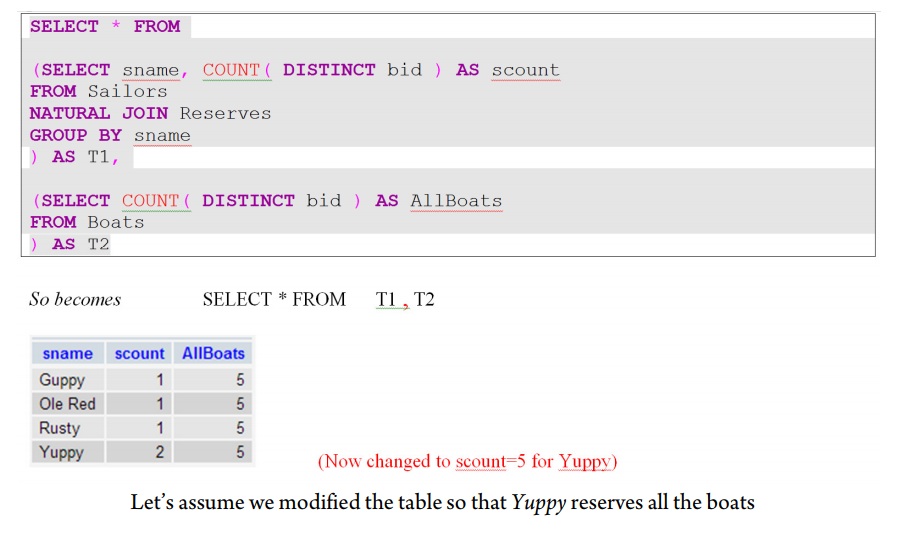 SELECT * FROM
(SELECT sname, COUNT( DISTINCT bid ) AS scount
FROM Sailors
NATURAL JOIN Reserves
GROUP BY sname
) AS T1,
(SELECT COUNT( DISTINCT bid ) AS AllBoats
FROM Boats
) AS T2
So becomes SELECT * FROM T1 , T2
sname scount AllBoats
Guppy 1 5
Ole Red 1 5
Rusty 1 5
Yuppy 2 5
(Now changed to scount=5 for Yuppy)
Let's assume we modified the table so that Yuppy reserves all the boats